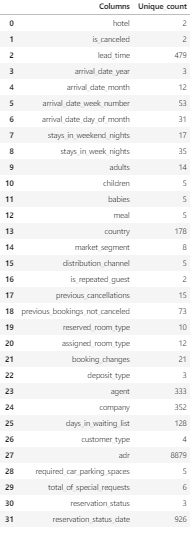 Columns Unique_count
0 hotel 2
1 is_canceled 2
2 lead_time 479
3 arrival_date_year 3
4 arrival_date_month 12
5 arrival_date_week_number 53
6 arrival_date_day_of_month 31
7 stays_in_weekend_nights 17
8 stays_in_week_nights 35
9 adults 14
10 children 5
11 babies 5
12 meal 5
13 country 178
14 market_segment 8
15 distribution_channel 5
16 is_repeated_guest 2
17 previous_cancellations 15
18 previous_bookings_not_canceled 73
19 reserved_room_type 10
20 assigned_room_type 12
21 booking_changes 21
22 deposit_type 3
23 agent 333
24 company 352
25 days_in_waiting_list 128
26 customer_type 4
27 adr 8879
28 required_car_parking_spaces 5
29 total_of_special_requests 6
30 reservation_status 3
31 reservation_status_date 926